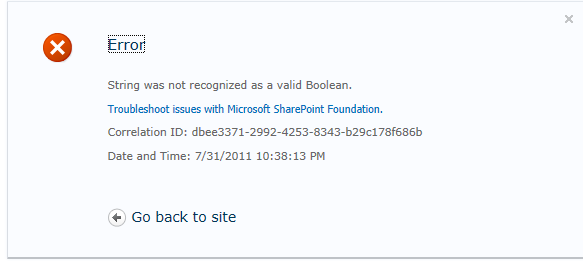 Error
String was not recognized as a valid Boolean.
Troubleshoot issues with Microsoft SharePoint Foundation.
Correlation ID: dbee3371-2992-4253-8343-b29c178f686b
Date and Time: 7/31/2011 10:38:13 PM
Go back to site